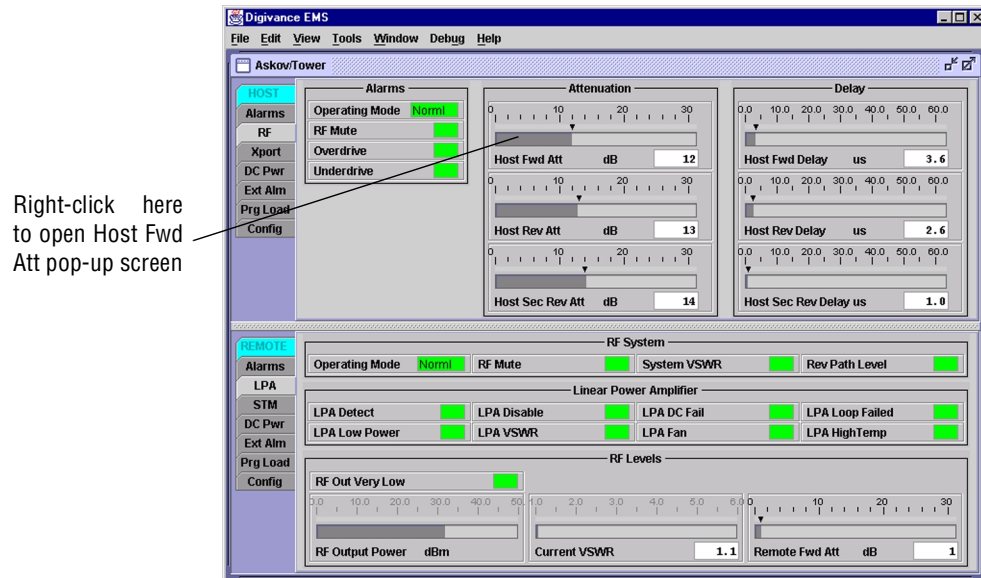 Digivance EMS
File Edit View Tools Window Debug Help
Askov/Tower
HOST
Alarms
RF
Xport
DC Pwr
Ext Alm
Prg Load
Config
Alarms
Operating Mode Norml
RF Mute
Overdrive
Underdrive
Attenuation
0 10 20 30
Host Fwd Att dB 12
0 10 20 30
Host Rev Att dB 13
0 10 20 30
Host Sec Rev Att dB 14
Delay
0.0 10.0 20.0 30.0 40.0 50.0 60.0
Host Fwd Delay us 3.6
0.0 10.0 20.0 30.0 40.0 50.0 60.0
Host Rev Delay us 2.6
0.0 10.0 20.0 30.0 40.0 50.0 60.0
Host Sec Rev Delay us 1.0
Right-click here
to open Host Fwd
Att pop-up screen
REMOTE
Alarms
LPA
STM
DC Pwr
Ext Alm
Prg Load
Config
RF System
Operating Mode Norml RF Mute System VSWR Rev Path Level
Linear Power Amplifier
LPA Detect LPA Disable LPA DC Fail LPA Loop Failed
LPA Low Power LPA VSWR LPA Fan LPA HighTemp
RF Levels
RF Out Very Low
0.0 10.0 20.0 30.0 40.0 50.
RF Output Power dBm
1.0 2.0 3.0 4.0 5.0 6.0
Current VSWR 1.1
0 10 20 30
Remote Fwd Att dB 1